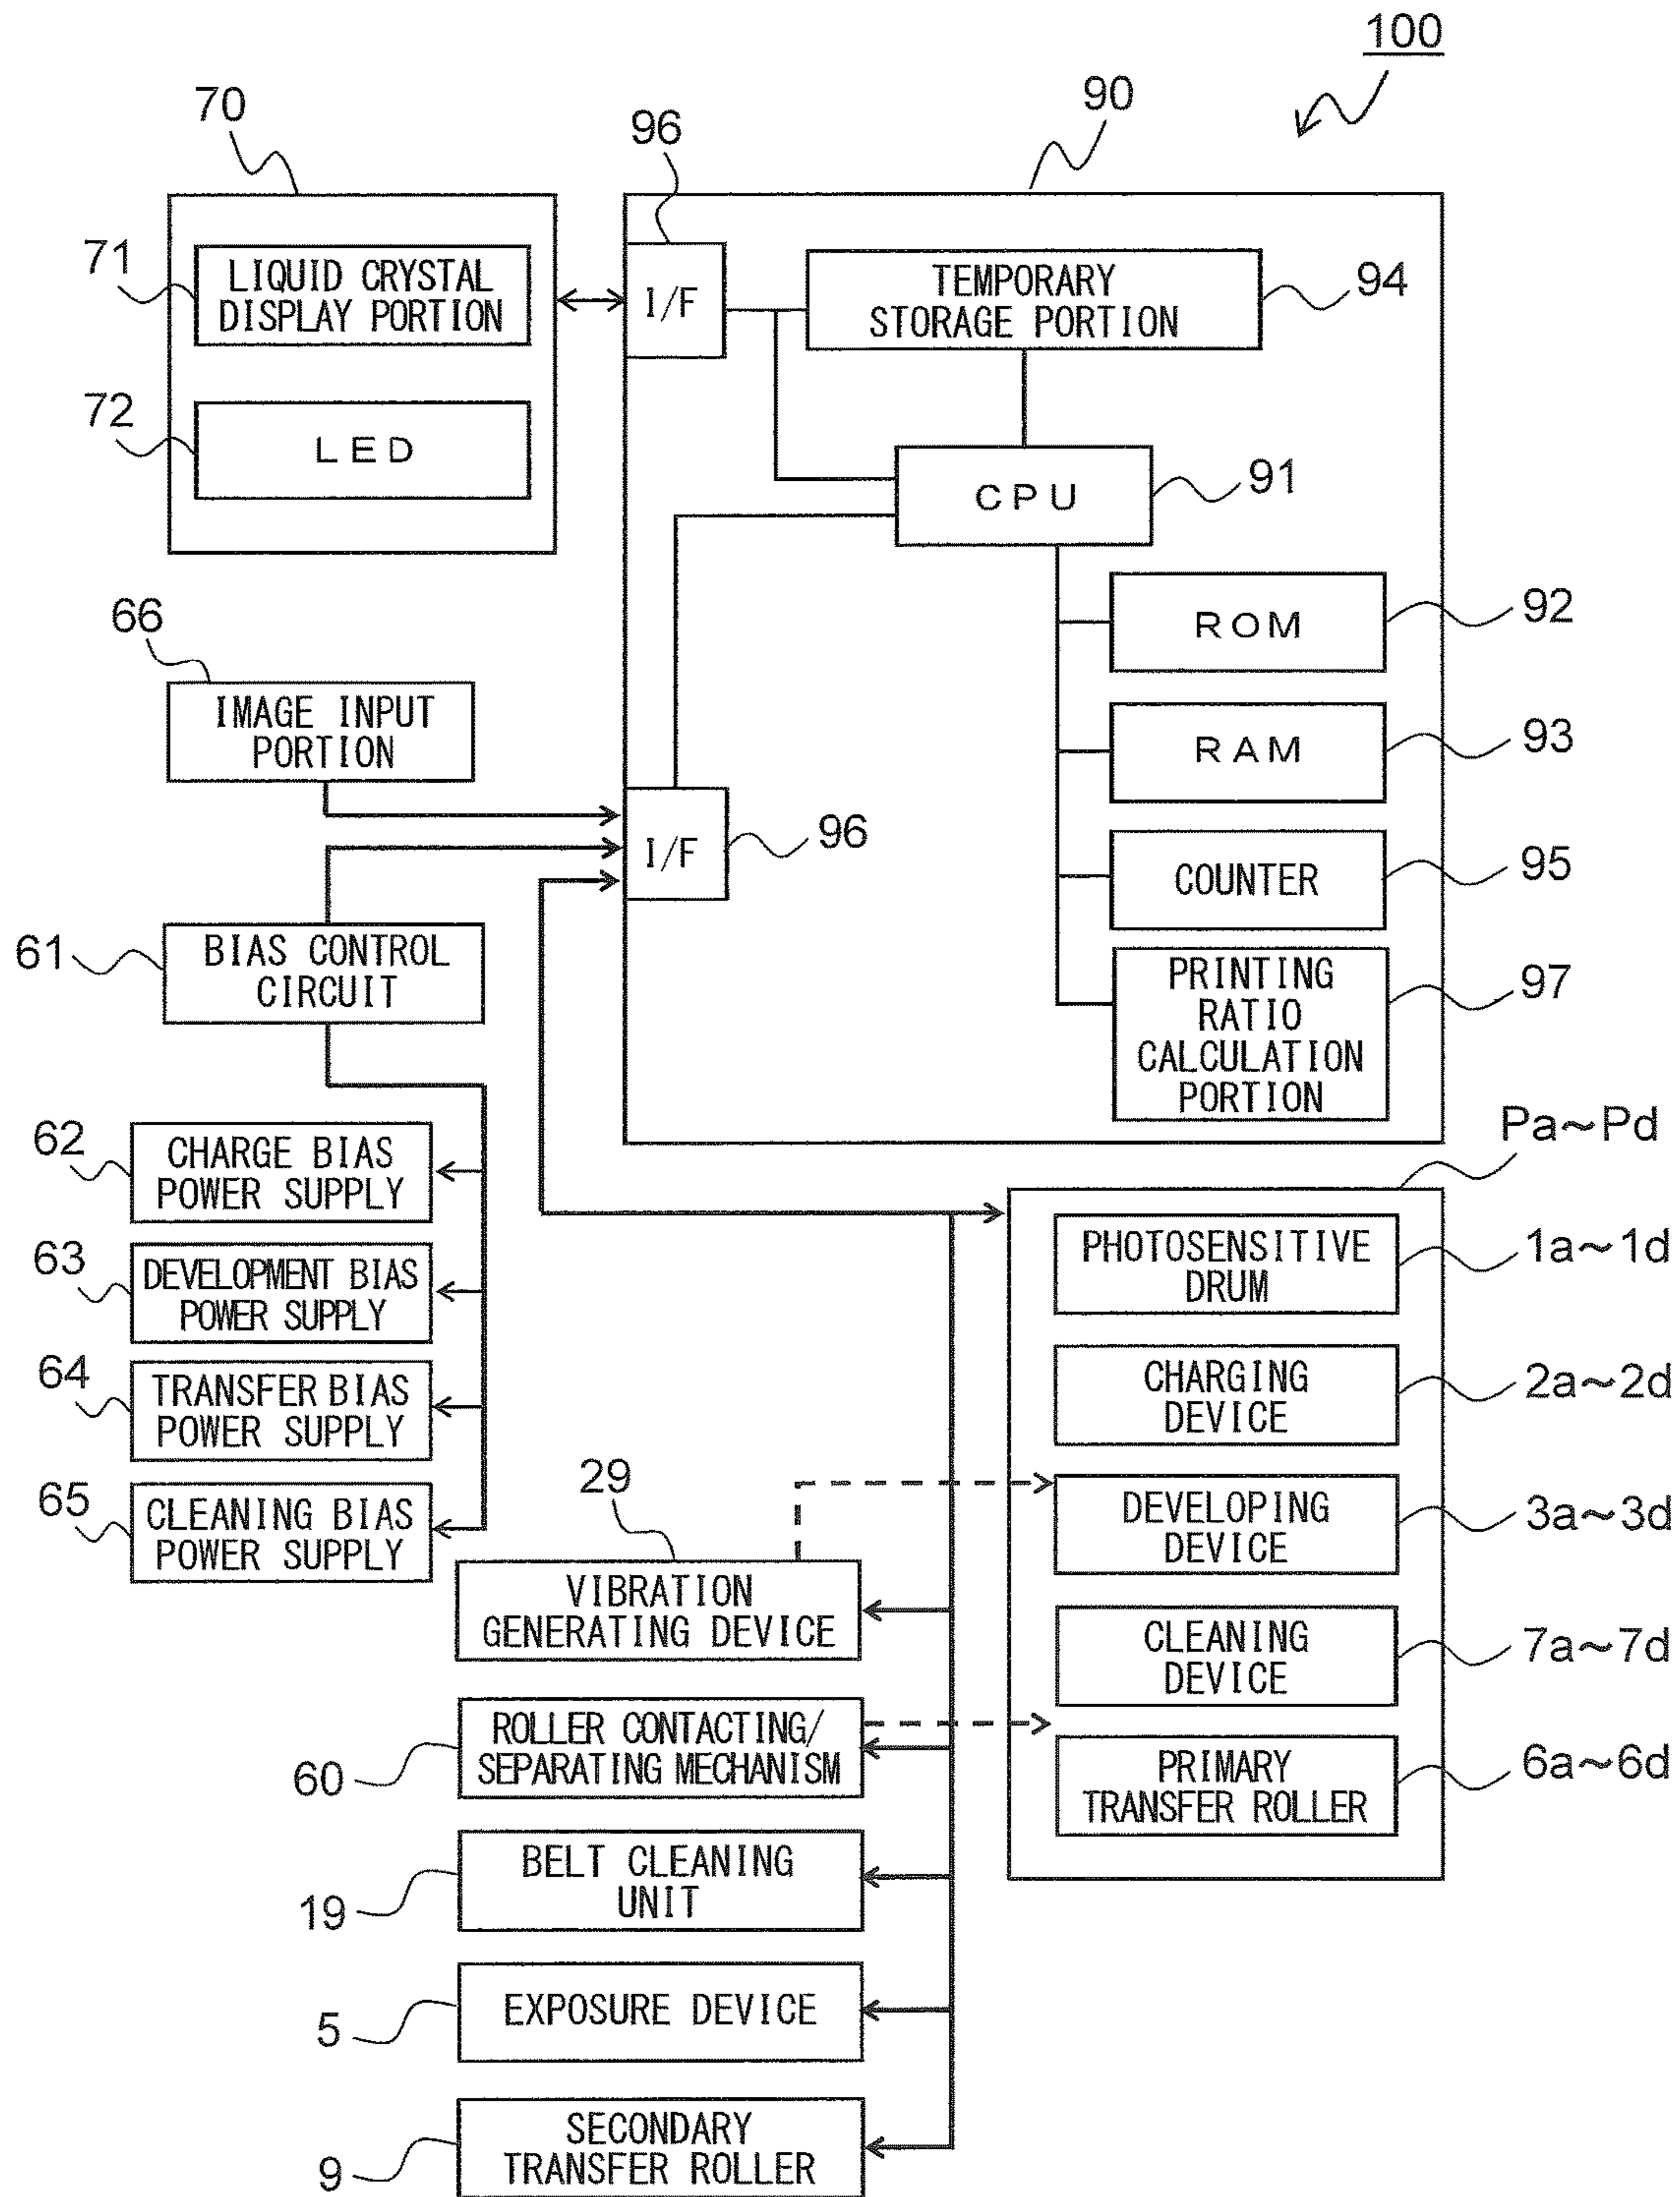 100
70
96
90
71
LIQUID CRYSTAL
DISPLAY PORTION
I/F
TEMPORARY
STORAGE PORTION
94
72
LED
CPU
91
ROM
92
66
IMAGE INPUT
PORTION
RAM
93
I/F
96
COUNTER
95
61
BIAS CONTROL
CIRCUIT
PRINTING
RATIO
CALCULATION
PORTION
97
Pa~Pd
62
CHARGE BIAS
POWER SUPPLY
63
DEVELOPMENT BIAS
POWER SUPPLY
64
TRANSFER BIAS
POWER SUPPLY
65
CLEANING BIAS
POWER SUPPLY
PHOTOSENSITIVE
DRUM
1a~1d
CHARGING
DEVICE
2a~2d
DEVELOPING
DEVICE
3a~3d
CLEANING
DEVICE
7a~7d
PRIMARY
TRANSFER ROLLER
6a~6d
29
VIBRATION
GENERATING DEVICE
ROLLER CONTACTING/
SEPARATING MECHANISM
60
BELT CLEANING
UNIT
19
EXPOSURE DEVICE
5
SECONDARY
TRANSFER ROLLER
9